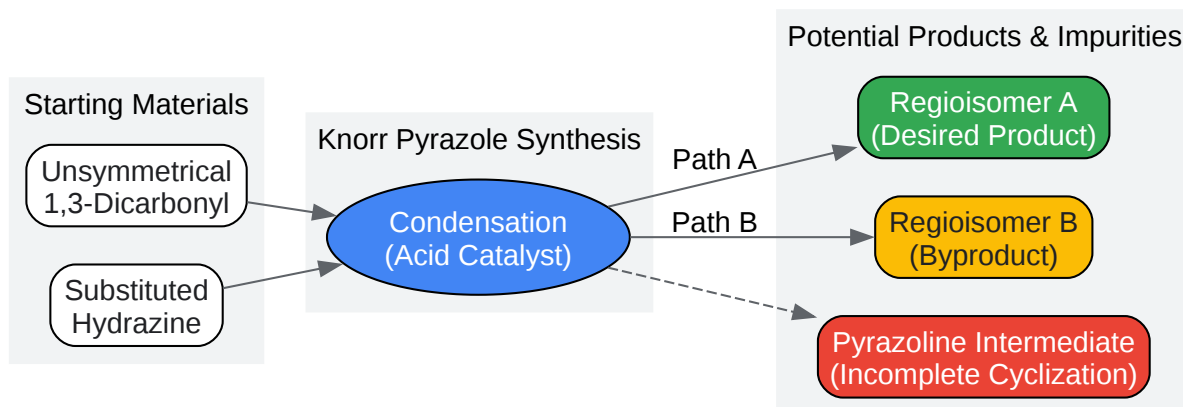 Starting Materials
Unsymmetrical
1,3-Dicarbonyl
Substituted
Hydrazine
Knorr Pyrazole Synthesis
Condensation
(Acid Catalyst)
Path A
Path B
Potential Products & Impurities
Regioisomer A
(Desired Product)
Regioisomer B
(Byproduct)
Pyrazoline Intermediate
(Incomplete Cyclization)